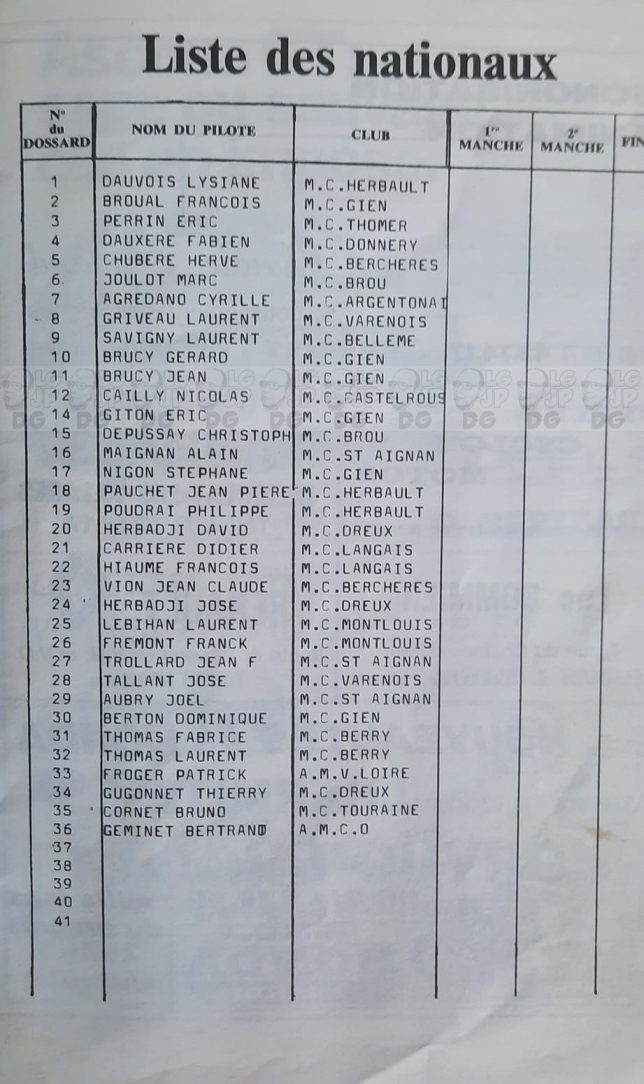 Liste des nationaux
N° du DOSSARD NOM DU PILOTE CLUB 1re MANCHE 2e MANCHE FIN
1 DAUVOIS LYSIANE M.C.HERBAULT
2 BROUAL FRANCOIS M.C.GIEN
3 PERRIN ERIC M.C.THOMER
4 DAUXERE FABIEN M.C.DONNERY
5 CHUBERE HERVE M.C.BERCHERES
6 JOULOT MARC M.C.BROU
7 AGREDANO CYRILLE M.C.ARGENTONAI
8 GRIVEAU LAURENT M.C.VARENOIS
9 SAVIGNY LAURENT M.C.BELLEME
10 BRUCY GERARD M.C.GIEN
11 BRUCY JEAN M.C.GIEN
12 CAILLY NICOLAS M.C.CASTELROUS
14 GITON ERIC M.C.GIEN
15 DEPUSSAY CHRISTOPH M.C.BROU
16 MAIGNAN ALAIN M.C.ST AIGNAN
17 NIGON STEPHANE M.C.GIEN
18 PAUCHET JEAN PIERE M.C.HERBAULT
19 POUDRAI PHILIPPE M.C.HERBAULT
20 HERBADJI DAVID M.C.DREUX
21 CARRIERE DIDIER M.C.LANGAIS
22 HIAUME FRANCOIS M.C.LANGAIS
23 VION JEAN CLAUDE M.C.BERCHERES
24 HERBADJI JOSE M.C.DREUX
25 LEBIHAN LAURENT M.C.MONTLOUIS
26 FREMONT FRANCK M.C.MONTLOUIS
27 TROLLARD JEAN F M.C.ST AIGNAN
28 TALLANT JOSE M.C.VARENOIS
29 AUBRY JOEL M.C.ST AIGNAN
30 BERTON DOMINIQUE M.C.GIEN
31 THOMAS FABRICE M.C.BERRY
32 THOMAS LAURENT M.C.BERRY
33 FROGER PATRICK A.M.V.LOIRE
34 GUGONNET THIERRY M.C.DREUX
35 CORNET BRUNO M.C.TOURAINE
36 GEMINET BERTRAND A.M.C.O
37
38
39
40
41